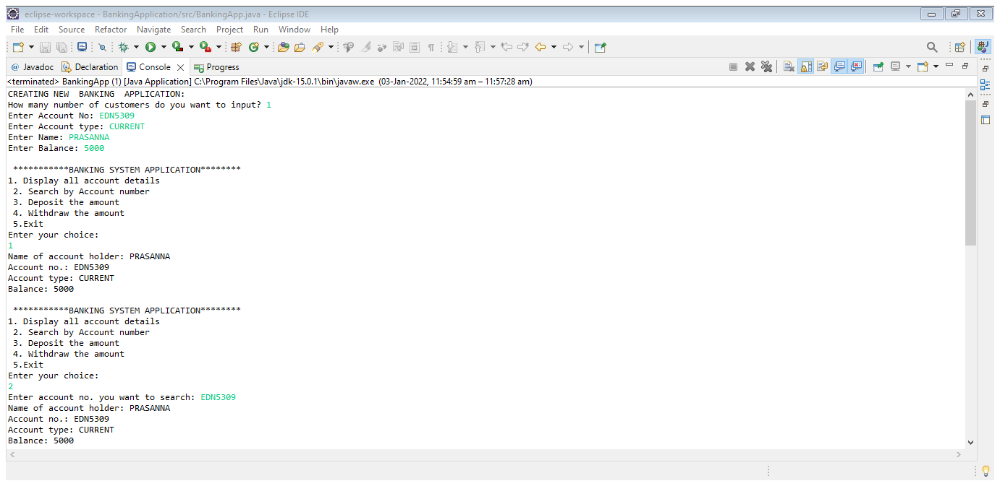 eclipse-workspace - BankingApplication/src/BankingApp.java - Eclipse IDE
File Edit Source Refactor Navigate Search Project Run Window Help
@ Javadoc Declaration Console Progress
<terminated> BankingApp (1) [Java Application] C:\Program Files\Java\jdk-15.0.1\bin\javaw.exe (03-Jan-2022, 11:54:59 am – 11:57:28 am)
CREATING NEW  BANKING  APPLICATION:
How many number of customers do you want to input? 1
Enter Account No: EDN5309
Enter Account type: CURRENT
Enter Name: PRASANNA
Enter Balance: 5000
 ***********BANKING SYSTEM APPLICATION********
1. Display all account details
 2. Search by Account number
 3. Deposit the amount
 4. Withdraw the amount
 5.Exit
Enter your choice:
1
Name of account holder: PRASANNA
Account no.: EDN5309
Account type: CURRENT
Balance: 5000
 ***********BANKING SYSTEM APPLICATION********
1. Display all account details
 2. Search by Account number
 3. Deposit the amount
 4. Withdraw the amount
 5.Exit
Enter your choice:
2
Enter account no. you want to search: EDN5309
Name of account holder: PRASANNA
Account no.: EDN5309
Account type: CURRENT
Balance: 5000